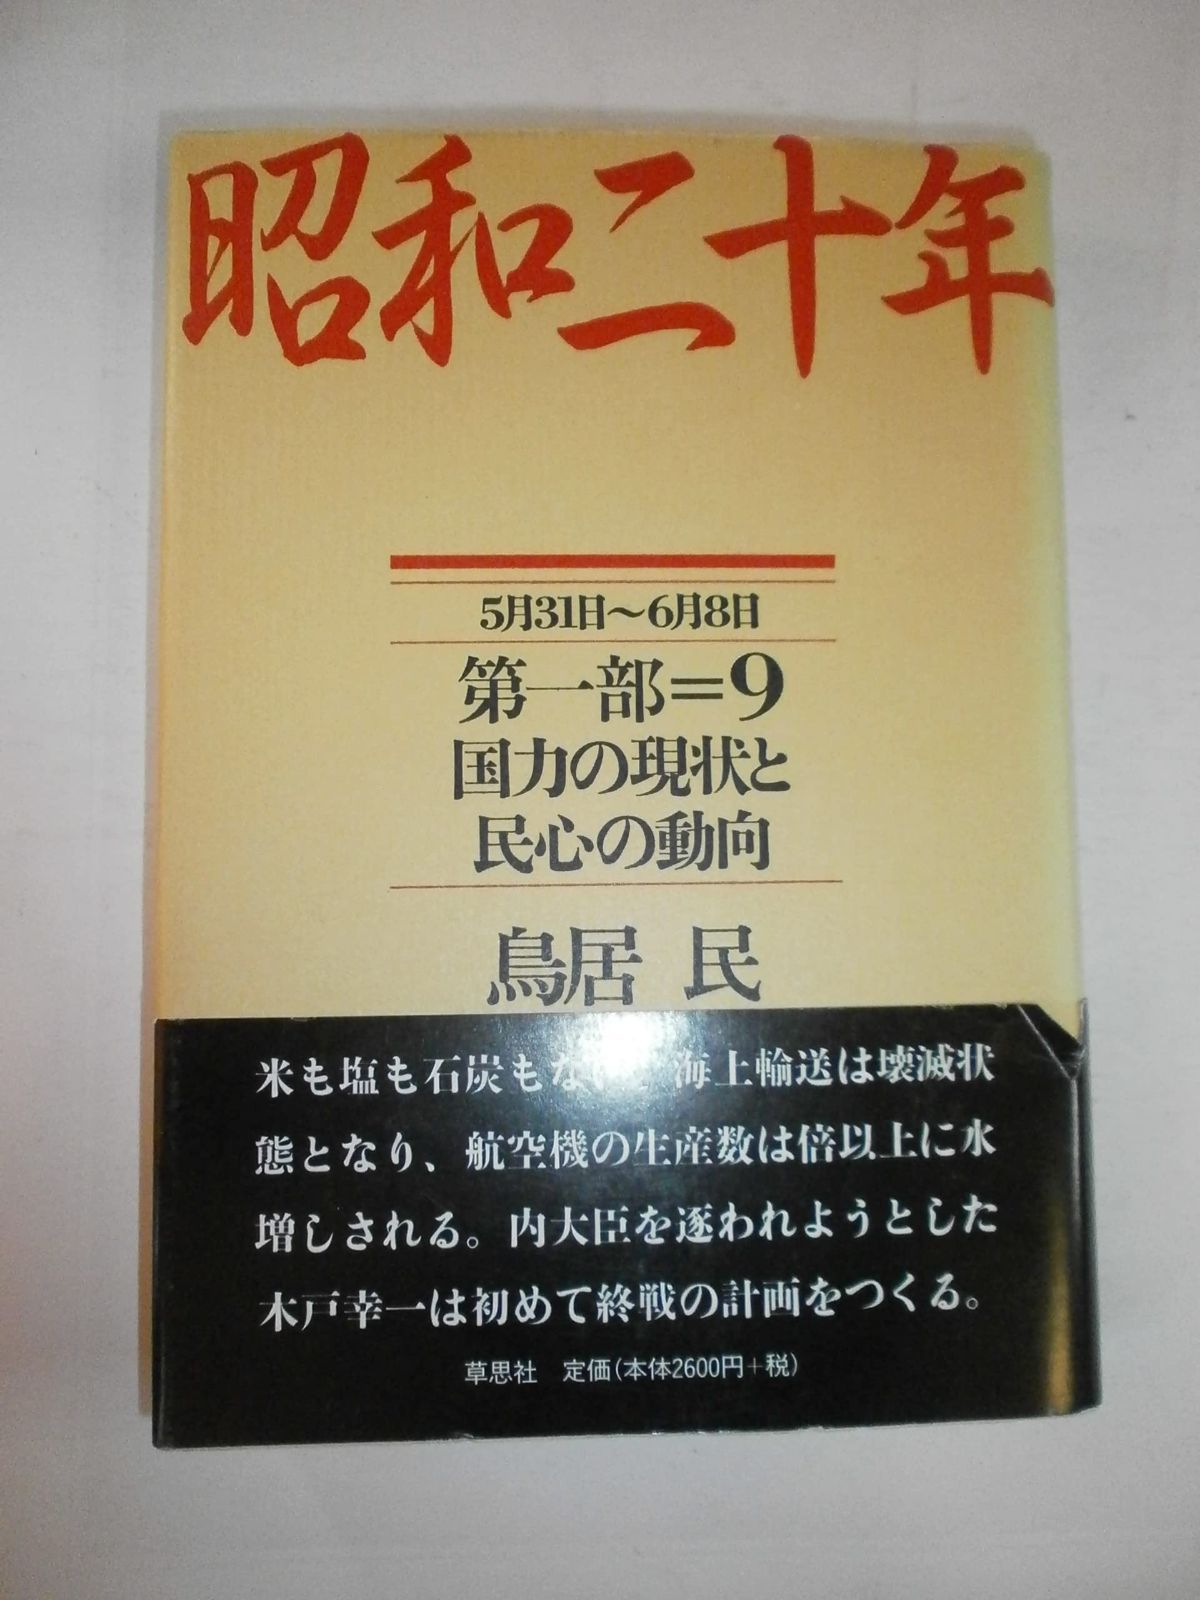 昭和二十年
5月31日〜6月8日
第一部=9
国力の現状と
民心の動向
鳥居 民
米も塩も石炭もない。海上輸送は壊滅状
態となり、航空機の生産数は倍以上に水
増しされる。内大臣を逐われようとした
木戸幸一は初めて終戦の計画をつくる。
草思社 定価(本体2600円+税)